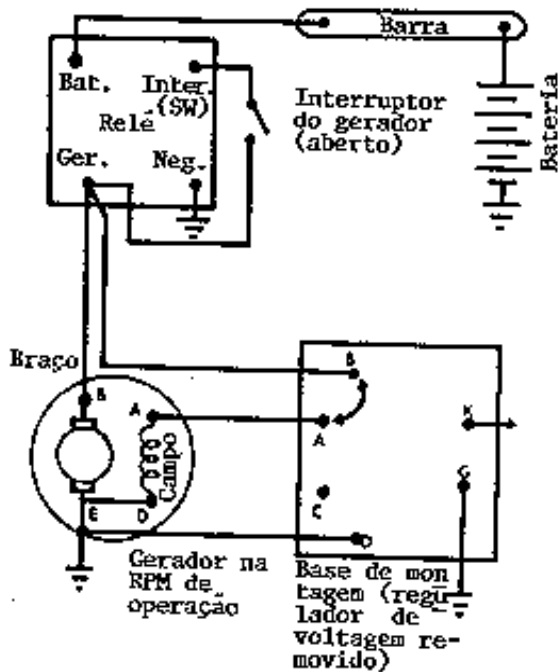 Barra
Bat.
Inter.
(SW)
Relé
Ger.
Neg.
Interruptor
do gerador
(aberto)
Bateria
Braço
B
A
Campo
E
D
B
A
K
C
G
D
Gerador na
RPM de
operação
Base de mon
tagem (regu
lador de
voltagem re-
movido)